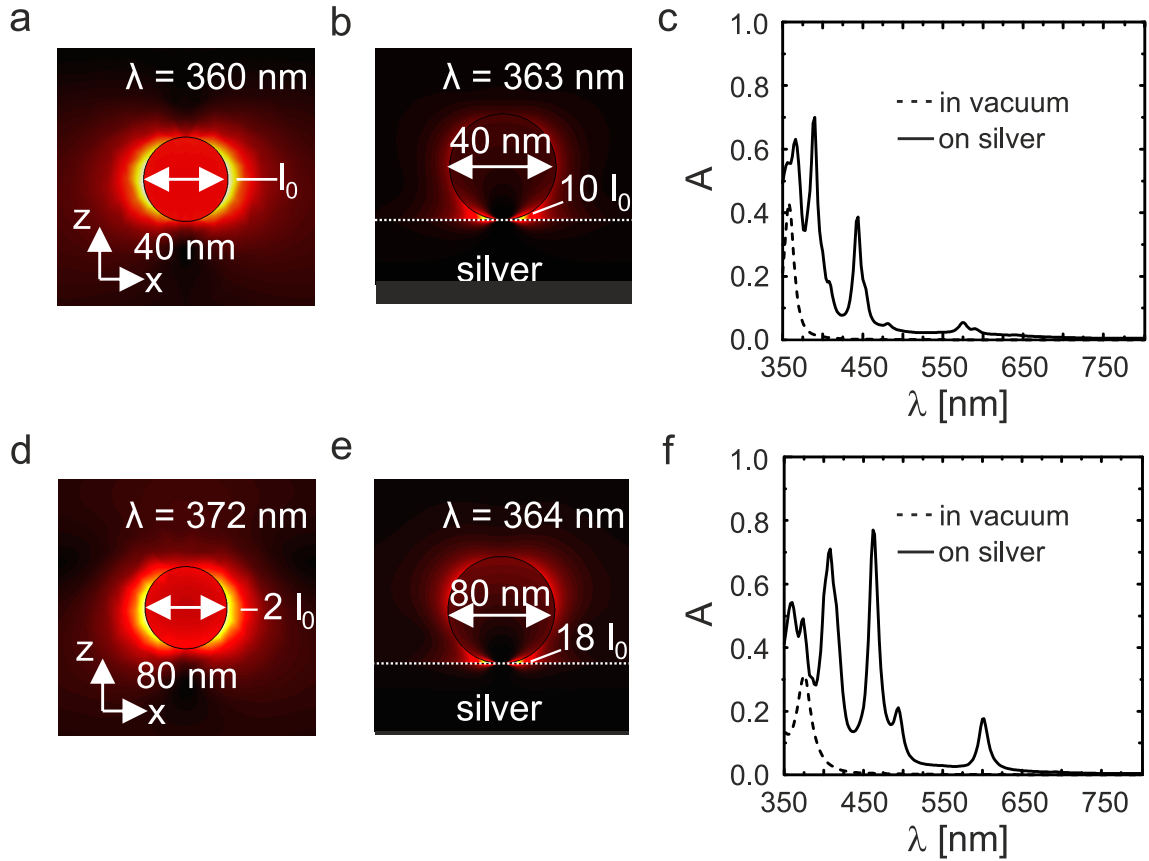 a
λ = 360 nm
I₀
z
40 nm
x
b
λ = 363 nm
40 nm
10 I₀
silver
c
1.0
0.8
0.6
0.4
0.2
0.0
A
in vacuum
on silver
350 450 550 650 750
λ [nm]
d
λ = 372 nm
2 I₀
z
80 nm
x
e
λ = 364 nm
80 nm
18 I₀
silver
f
1.0
0.8
0.6
0.4
0.2
0.0
A
in vacuum
on silver
350 450 550 650 750
λ [nm]